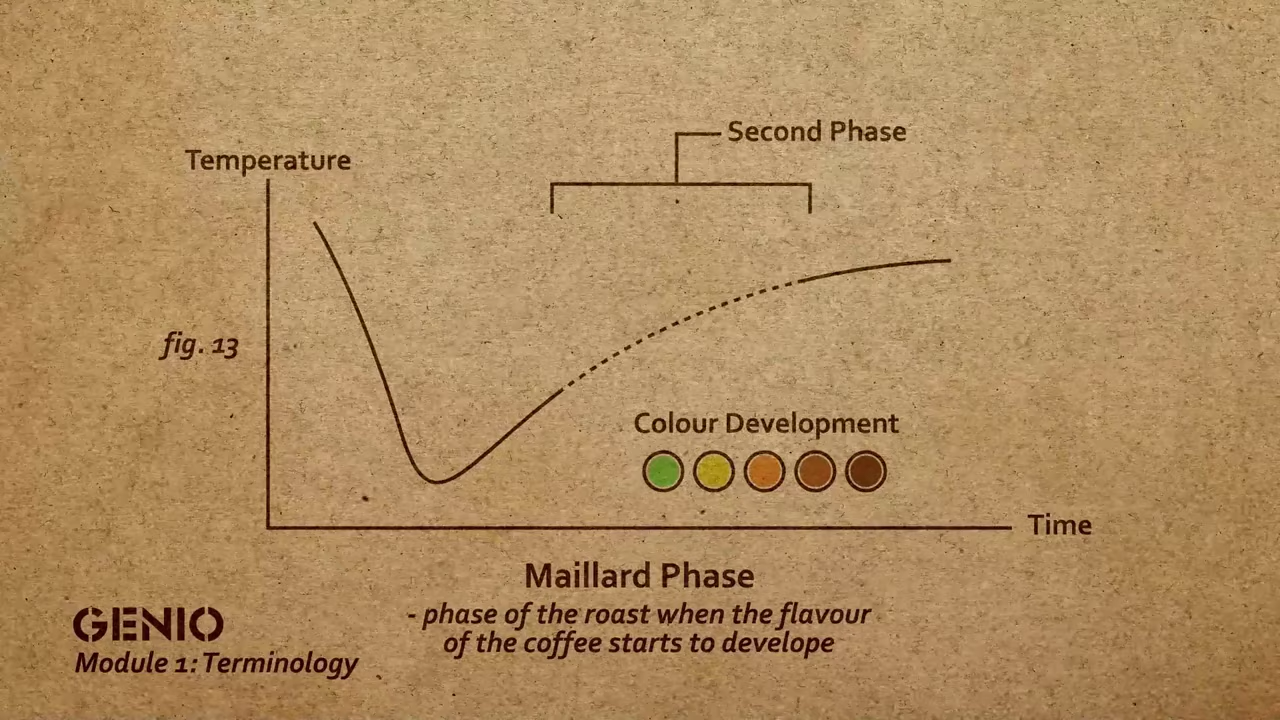 Second Phase
Temperature
fig. 13
Colour Development
Time
Maillard Phase
- phase of the roast when the flavour
of the coffee starts to develope
GENIO
Module 1: Terminology